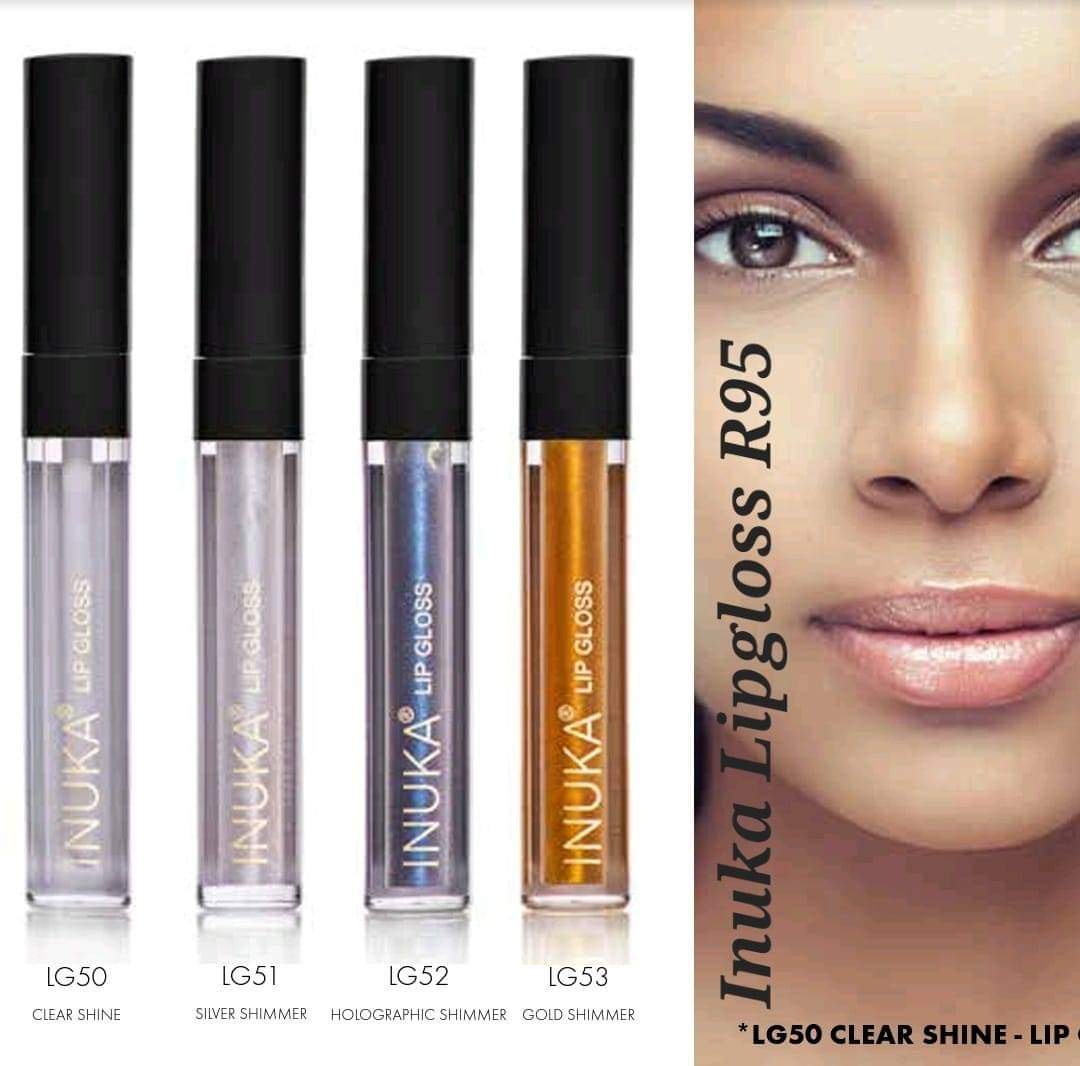 INUKA® LIP GLOSS
INUKA® LIP GLOSS
INUKA® LIP GLOSS
INUKA® LIP GLOSS
LG50
CLEAR SHINE
LG51
SILVER SHIMMER
LG52
HOLOGRAPHIC SHIMMER
LG53
GOLD SHIMMER
Inuka Lipgloss R95
*LG50 CLEAR SHINE - LIP